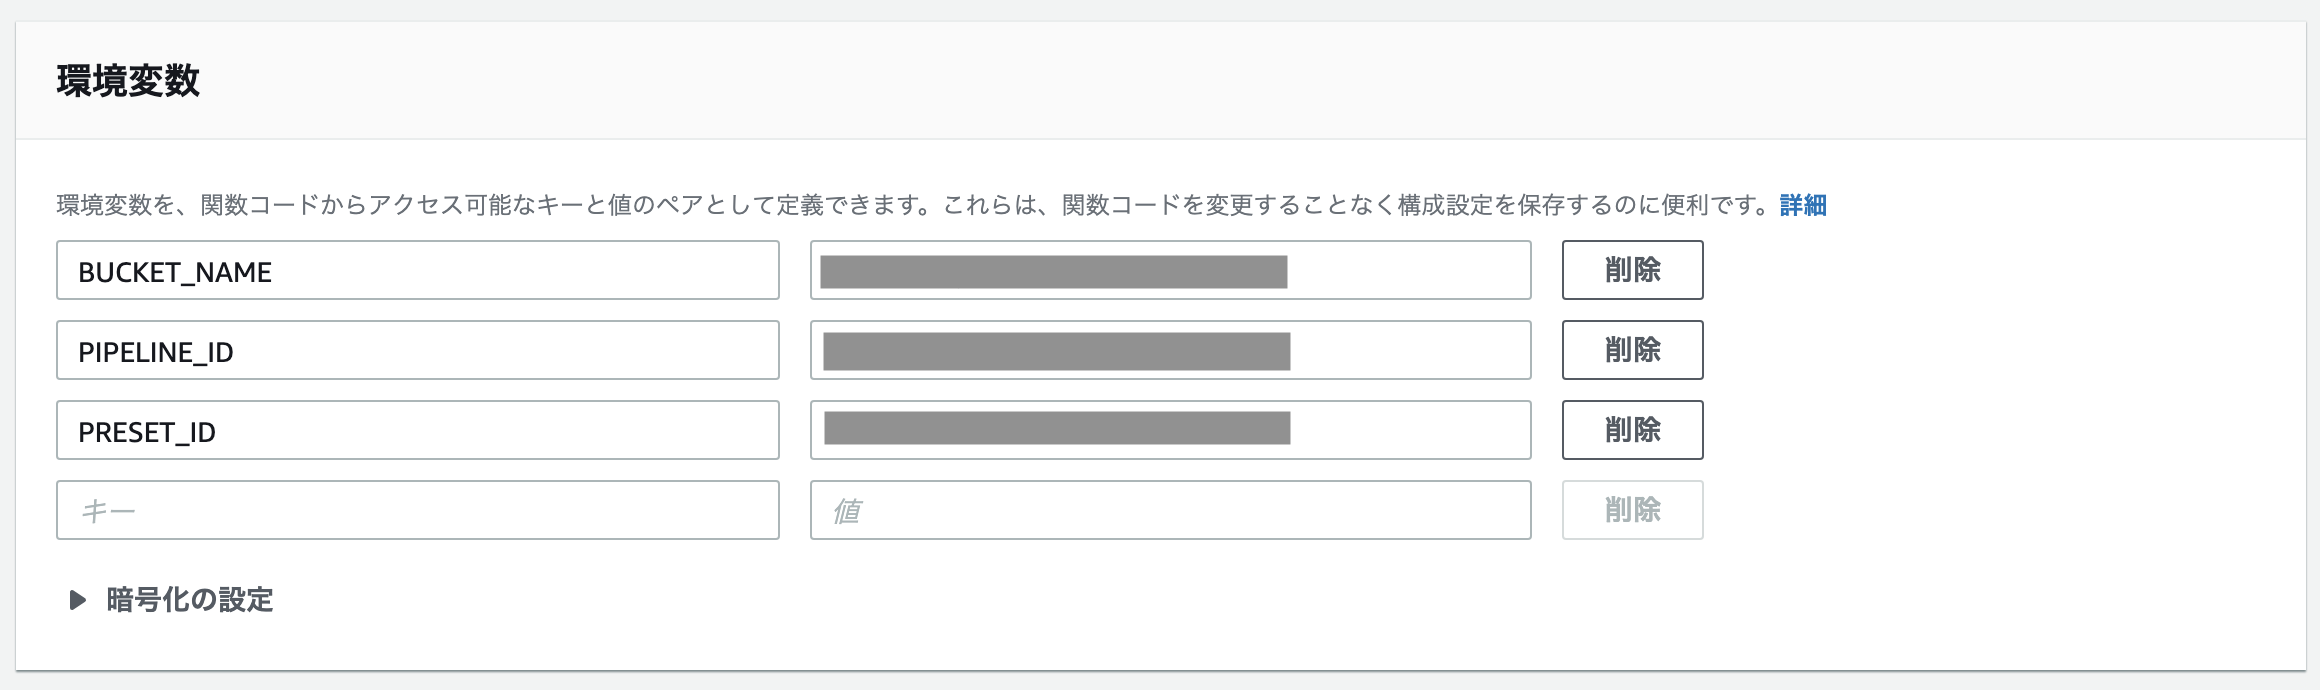 環境変数
環境変数を、関数コードからアクセス可能なキーと値のペアとして定義できます。これらは、関数コードを変更することなく構成設定を保存するのに便利です。詳細
BUCKET_NAME 削除
PIPELINE_ID 削除
PRESET_ID 削除
キー 値 削除
暗号化の設定